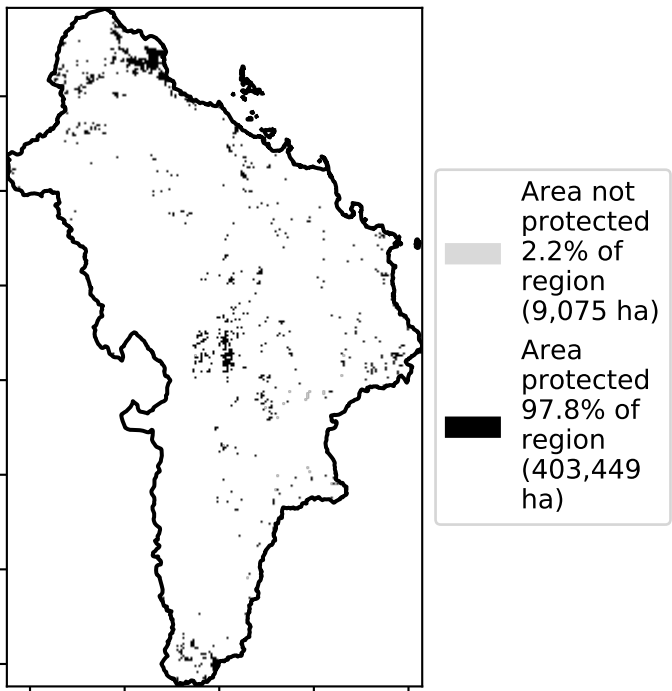 Area not
protected
2.2% of
region
(9,075 ha)
Area
protected
97.8% of
region
(403,449
ha)